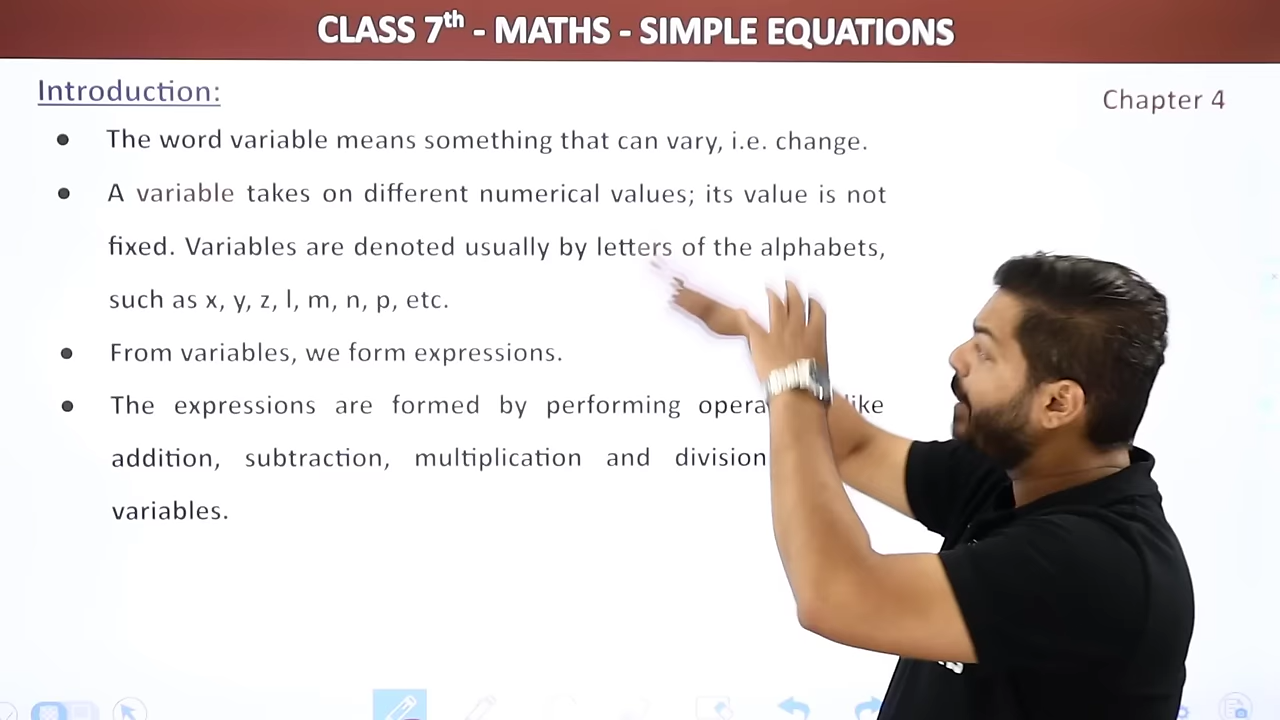 CLASS 7th - MATHS - SIMPLE EQUATIONS
Introduction:
Chapter 4
• The word variable means something that can vary, i.e. change.
• A variable takes on different numerical values; its value is not
fixed. Variables are denoted usually by letters of the alphabets,
such as x, y, z, l, m, n, p, etc.
• From variables, we form expressions.
• The expressions are formed by performing like
addition, subtraction, multiplication and division
variables.